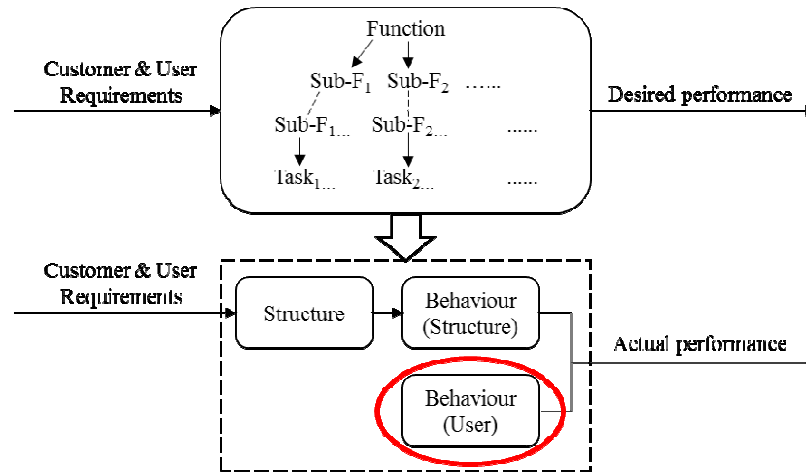 Function
Customer & User
Requirements
Sub-F1 Sub-F2 ......
Desired performance
Sub-F1... Sub-F2... ......
Task1... Task2... ......
Customer & User
Requirements
Structure
Behaviour
(Structure)
Actual performance
Behaviour
(User)